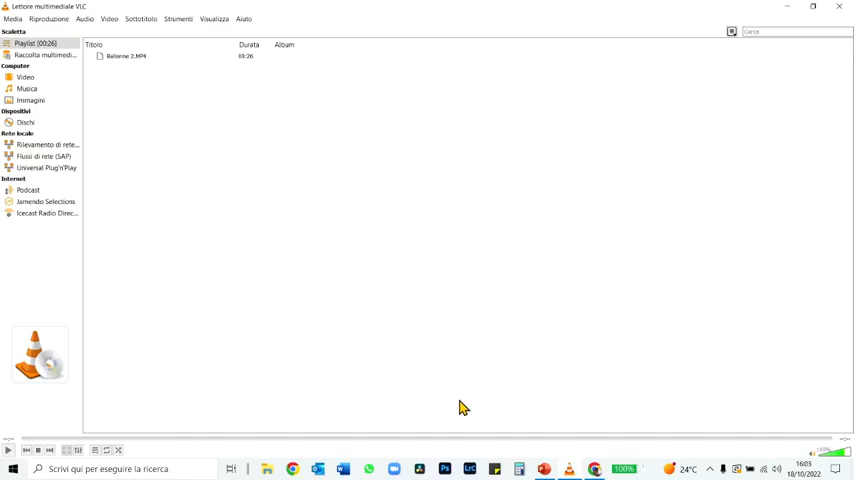 Lettore multimediale VLC
Media Riproduzione Audio Video Sottotitolo Strumenti Visualizza Aiuto
Scaletta
Cerca
Playlist [00:26]
Titolo Durata Album
Raccolta multimedi...
Ballerine 2.MP4 00:26
Computer
Video
Musica
Immagini
Dispositivi
Dischi
Rete locale
Rilevamento di rete...
Flussi di rete (SAP)
Universal Plug'n'Play
Internet
Podcast
Jamendo Selections
Icecast Radio Direc...
--:-- --:--
100%
Scrivi qui per eseguire la ricerca
Ps
LrC
100%
24°C
16:03
18/10/2022